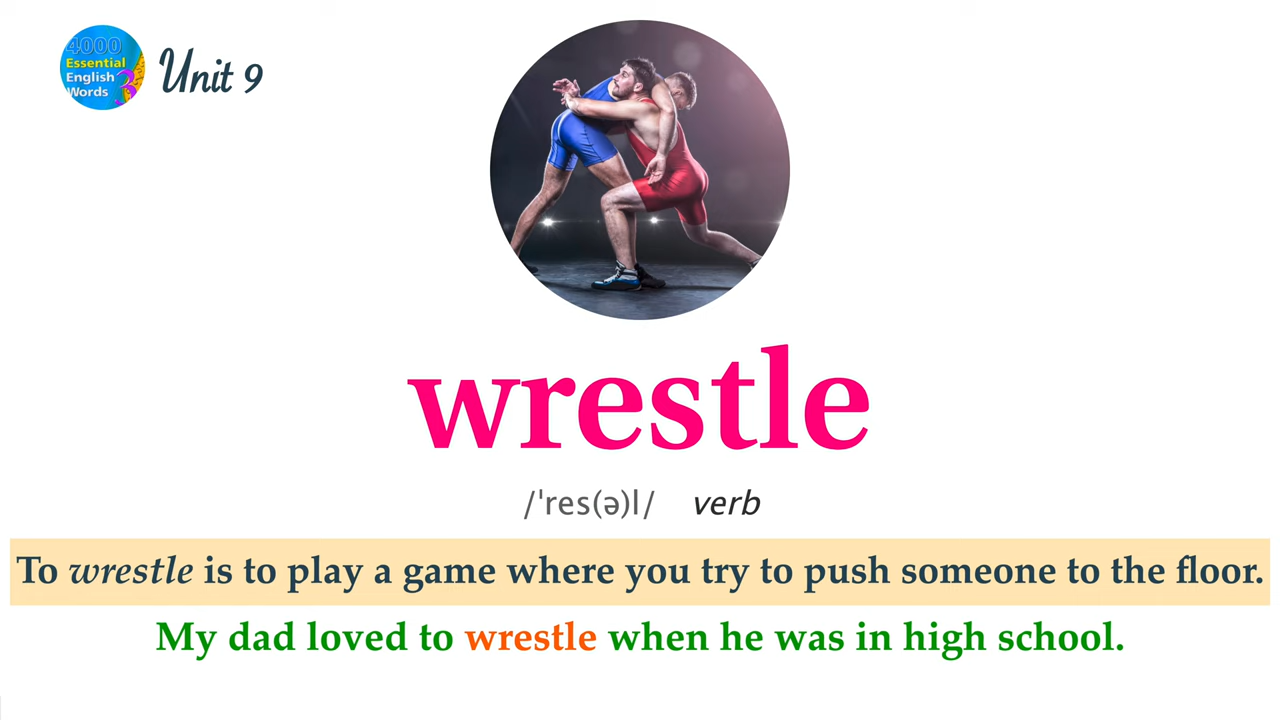 4000
Essential
English
Words 3
Unit 9
wrestle
/ˈres(ə)l/ verb
To wrestle is to play a game where you try to push someone to the floor.
My dad loved to wrestle when he was in high school.